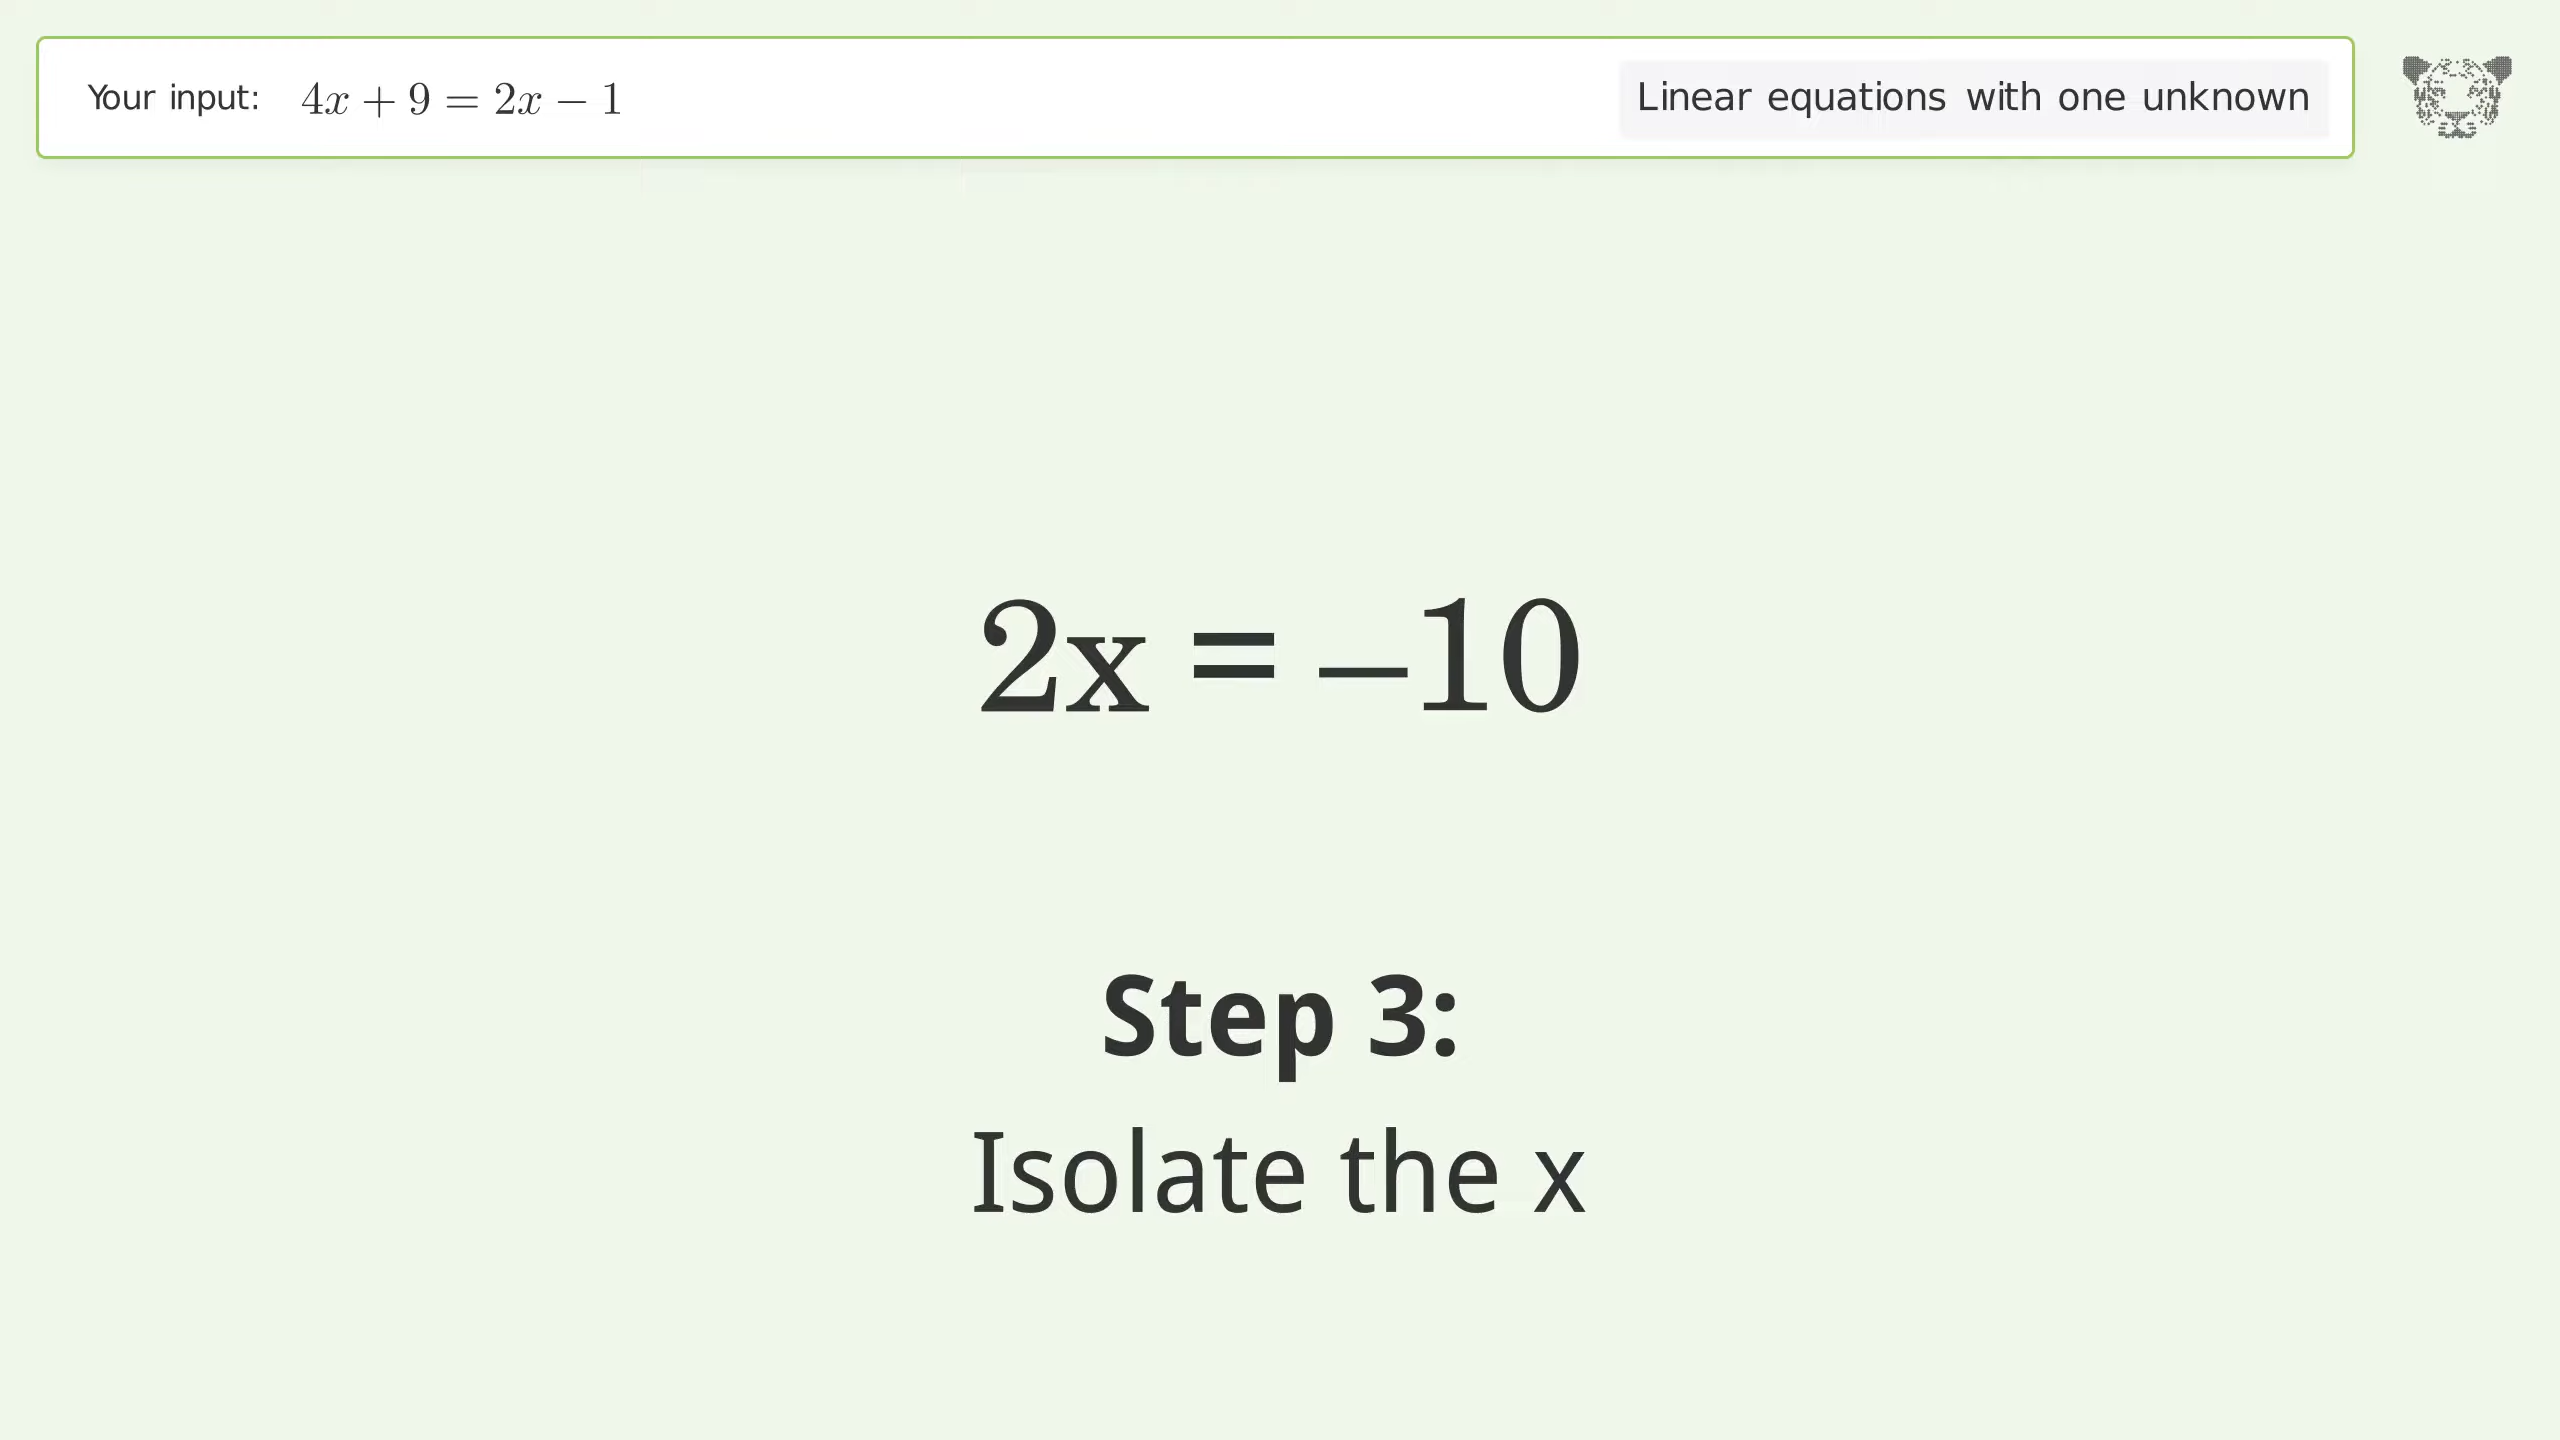 Your input: 4x + 9 = 2x − 1
Linear equations with one unknown
2x = –10
Step 3:
Isolate the x